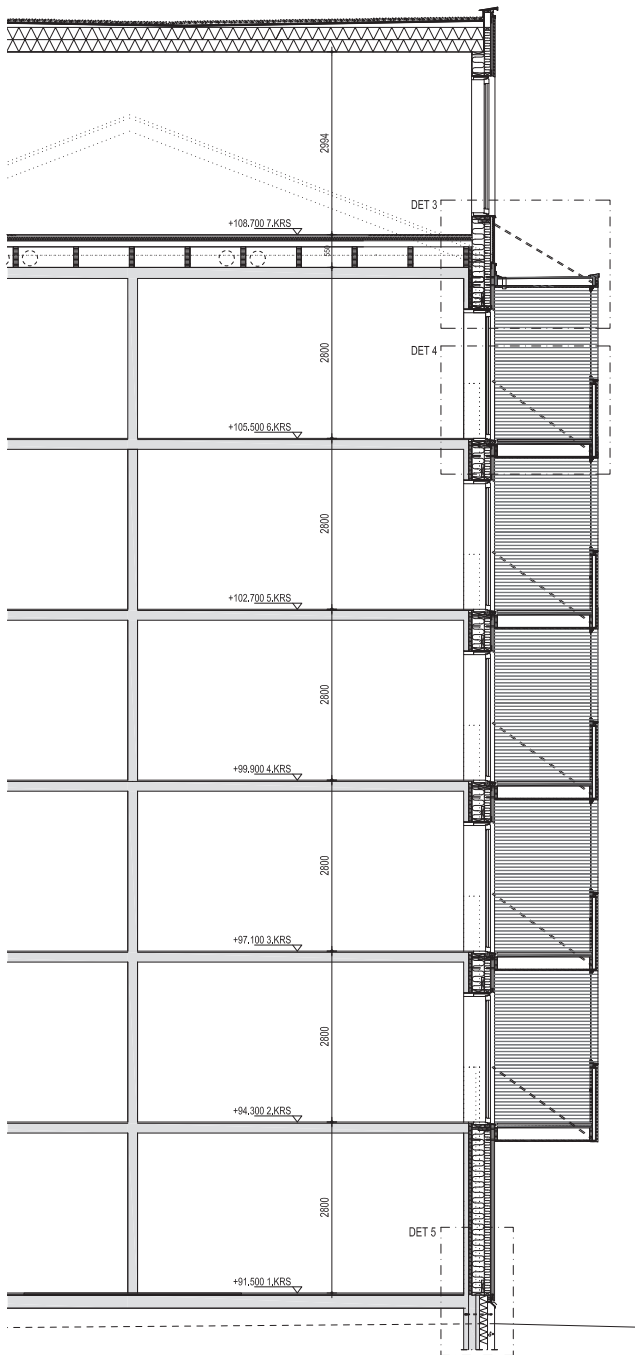 2994
DET 3
+108.700 7.KRS
2800
DET 4
+105.500 6.KRS
2800
+102.700 5.KRS
2800
+99.900 4.KRS
2800
+97.100 3.KRS
2800
+94.300 2.KRS
2800
DET 5
+91.500 1.KRS